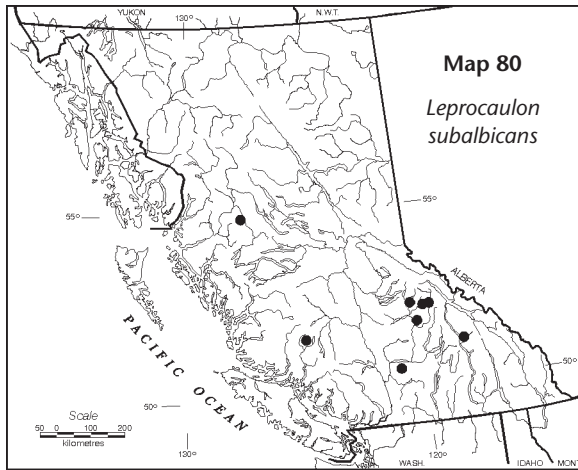 YUKON
130°
N.W.T.
Map 80
Leprocaulon
subalbicans
55°
55°
ALBERTA
PACIFIC OCEAN
50°
50°
Scale
50 0 100 200
kilometres
130°
120°
WASH.
IDAHO
MONT